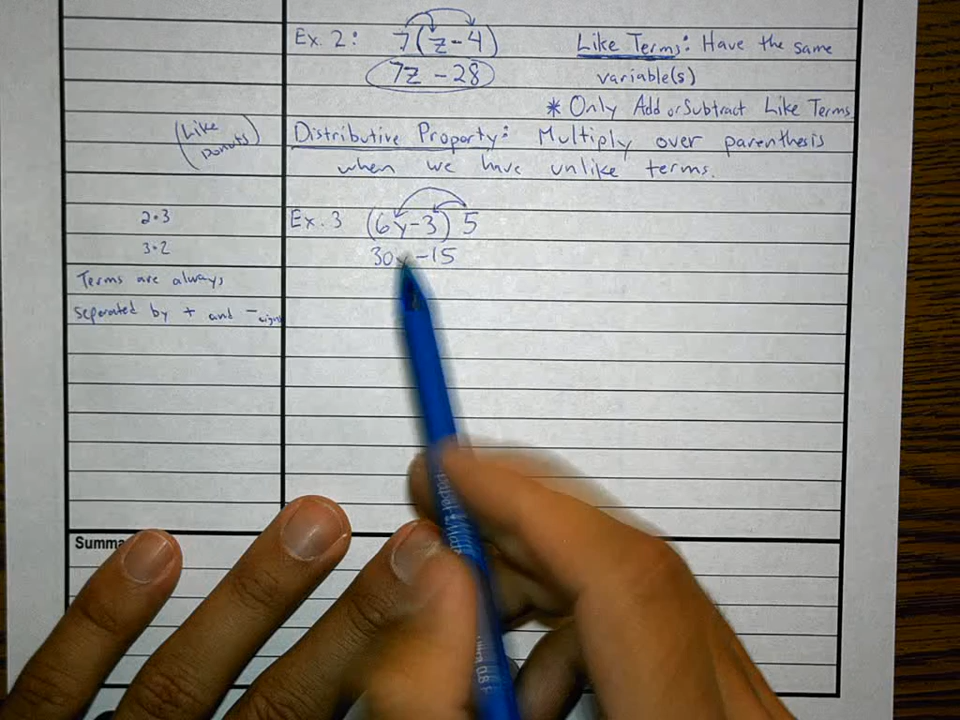 Ex. 2: 7(z-4)
Like Terms: Have the same
7z -28
variable(s)
* Only Add or Subtract Like Terms
(Like
Donuts)
Distributive Property: Multiply over parenthesis
when we have unlike terms.
2•3
Ex. 3 (6y-3) 5
3•2
30y -15
Terms are always
separated by + and - signs
Summa